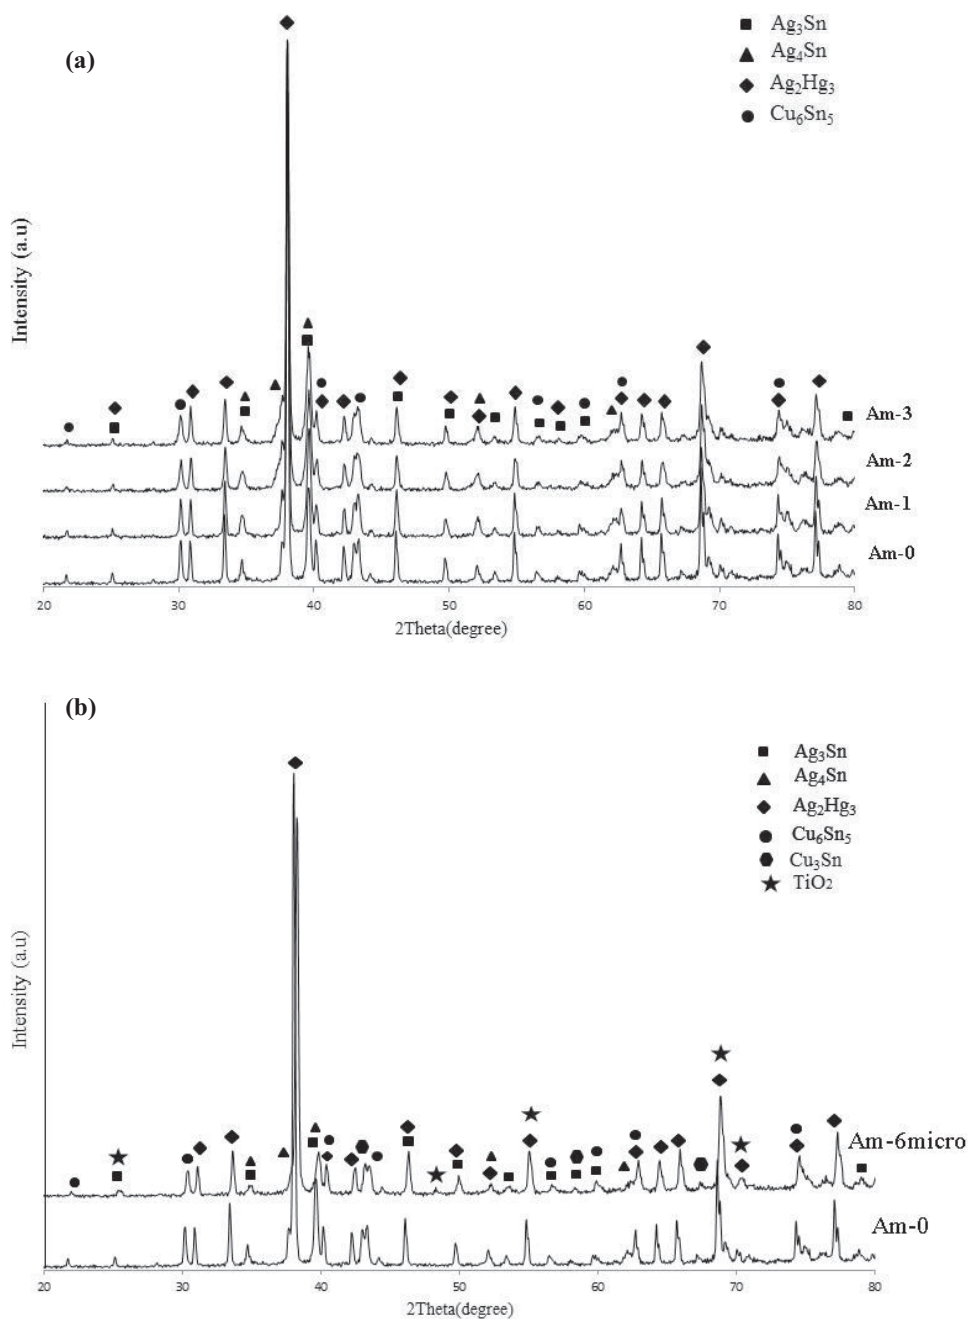 (a)
■ Ag₃Sn
▲ Ag₄Sn
◆ Ag₂Hg₃
● Cu₆Sn₅
Intensity (a.u)
Am-3
Am-2
Am-1
Am-0
20 30 40 50 60 70 80
2Theta(degree)
(b)
■ Ag₃Sn
▲ Ag₄Sn
◆ Ag₂Hg₃
● Cu₆Sn₅
⬣ Cu₃Sn
★ TiO₂
Intensity (a.u)
Am-6micro
Am-0
20 30 40 50 60 70 80
2Theta(degree)